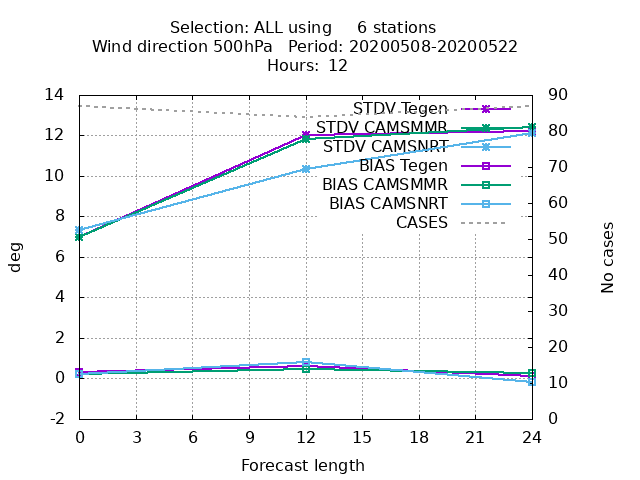 Selection: ALL using     6 stations
Wind direction 500hPa   Period: 20200508-20200522
Hours:  12
14
12
10
8
6
4
2
0
-2
90
80
70
60
50
40
30
20
10
0
deg
No cases
STDV Tegen
STDV CAMSMMR
STDV CAMSNRT
BIAS Tegen
BIAS CAMSMMR
BIAS CAMSNRT
CASES
0 3 6 9 12 15 18 21 24
Forecast length